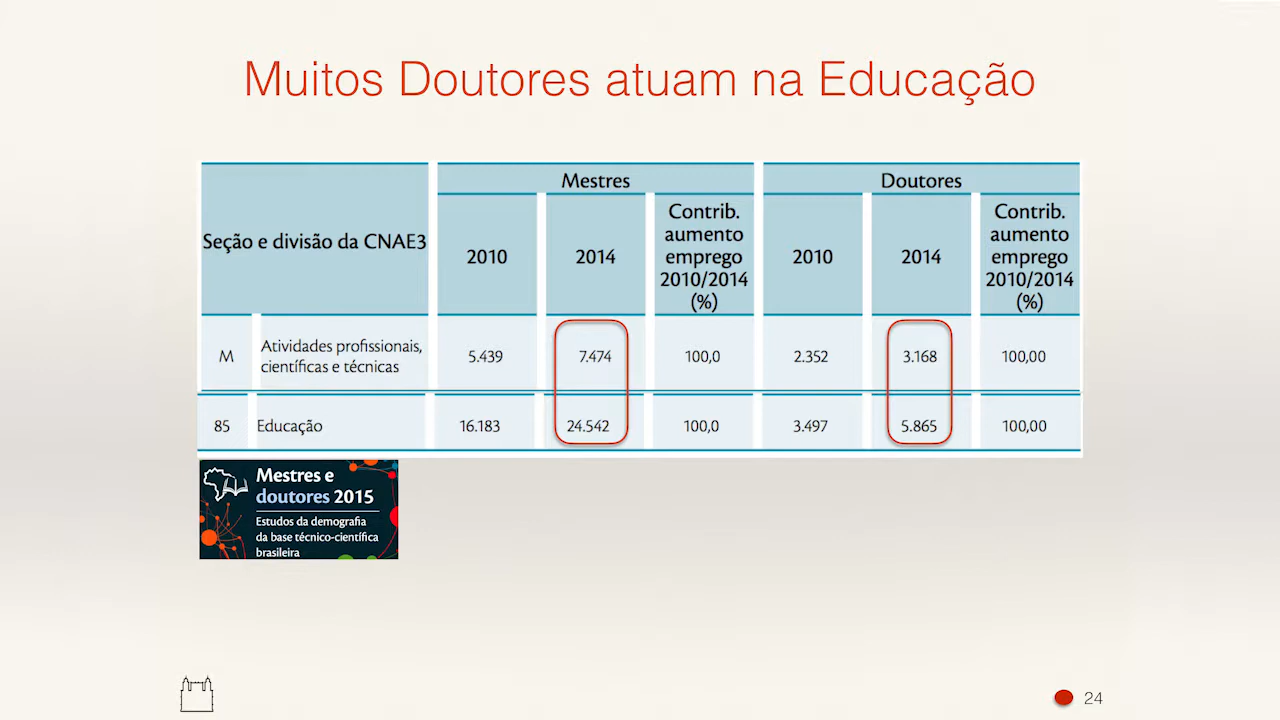 Muitos Doutores atuam na Educação
Seção e divisão da CNAE3
Mestres
Doutores
2010
2014
Contrib.
aumento
emprego
2010/2014
(%)
2010
2014
Contrib.
aumento
emprego
2010/2014
(%)
M
Atividades profissionais,
científicas e técnicas
5.439
7.474
100,0
2.352
3.168
100,00
85
Educação
16.183
24.542
100,0
3.497
5.865
100,00
Mestres e
doutores 2015
Estudos da demografia
da base técnico-científica
brasileira
24